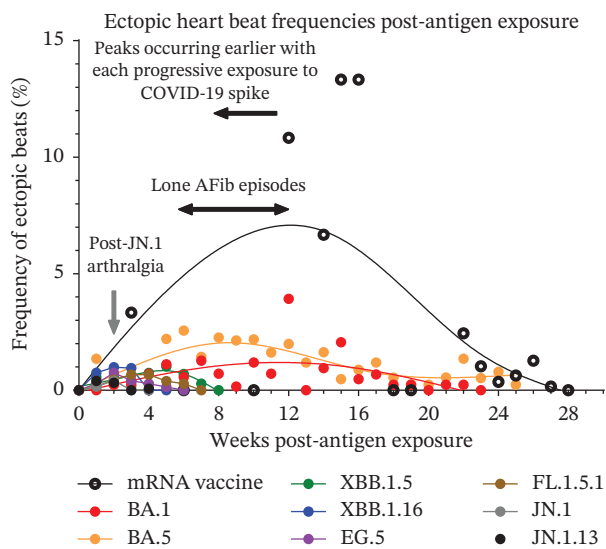 Ectopic heart beat frequencies post-antigen exposure
Peaks occurring earlier with
each progressive exposure to
COVID-19 spike
Lone AFib episodes
Post-JN.1
arthralgia
Frequency of ectopic beats (%)
15
10
5
0
0 4 8 12 16 20 24 28
Weeks post-antigen exposure
mRNA vaccine
BA.1
BA.5
XBB.1.5
XBB.1.16
EG.5
FL.1.5.1
JN.1
JN.1.13